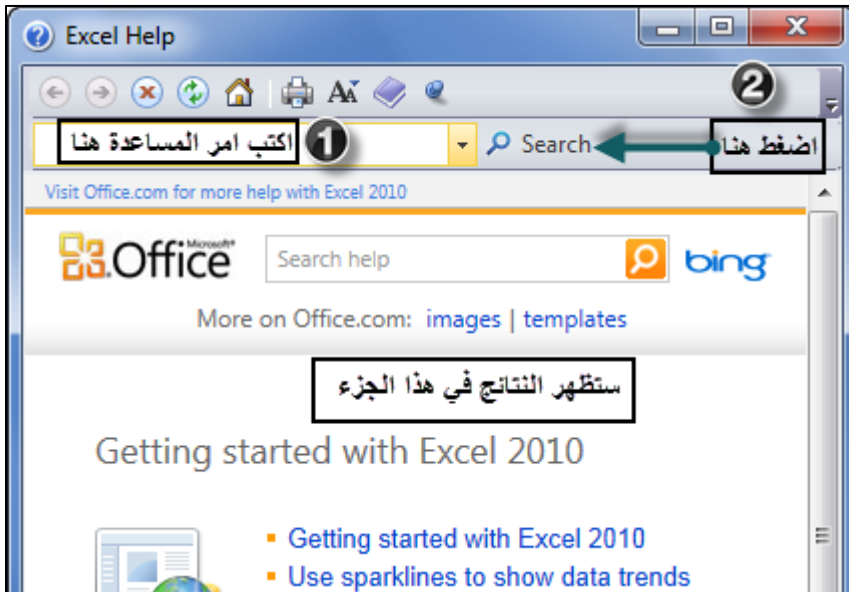 Excel Help
2
اكتب امر المساعدة هنا 1 Search اضغط هنا
Visit Office.com for more help with Excel 2010
Microsoft®
Office Search help bing
More on Office.com: images | templates
ستظهر النتائج في هذا الجزء
Getting started with Excel 2010
Getting started with Excel 2010
Use sparklines to show data trends